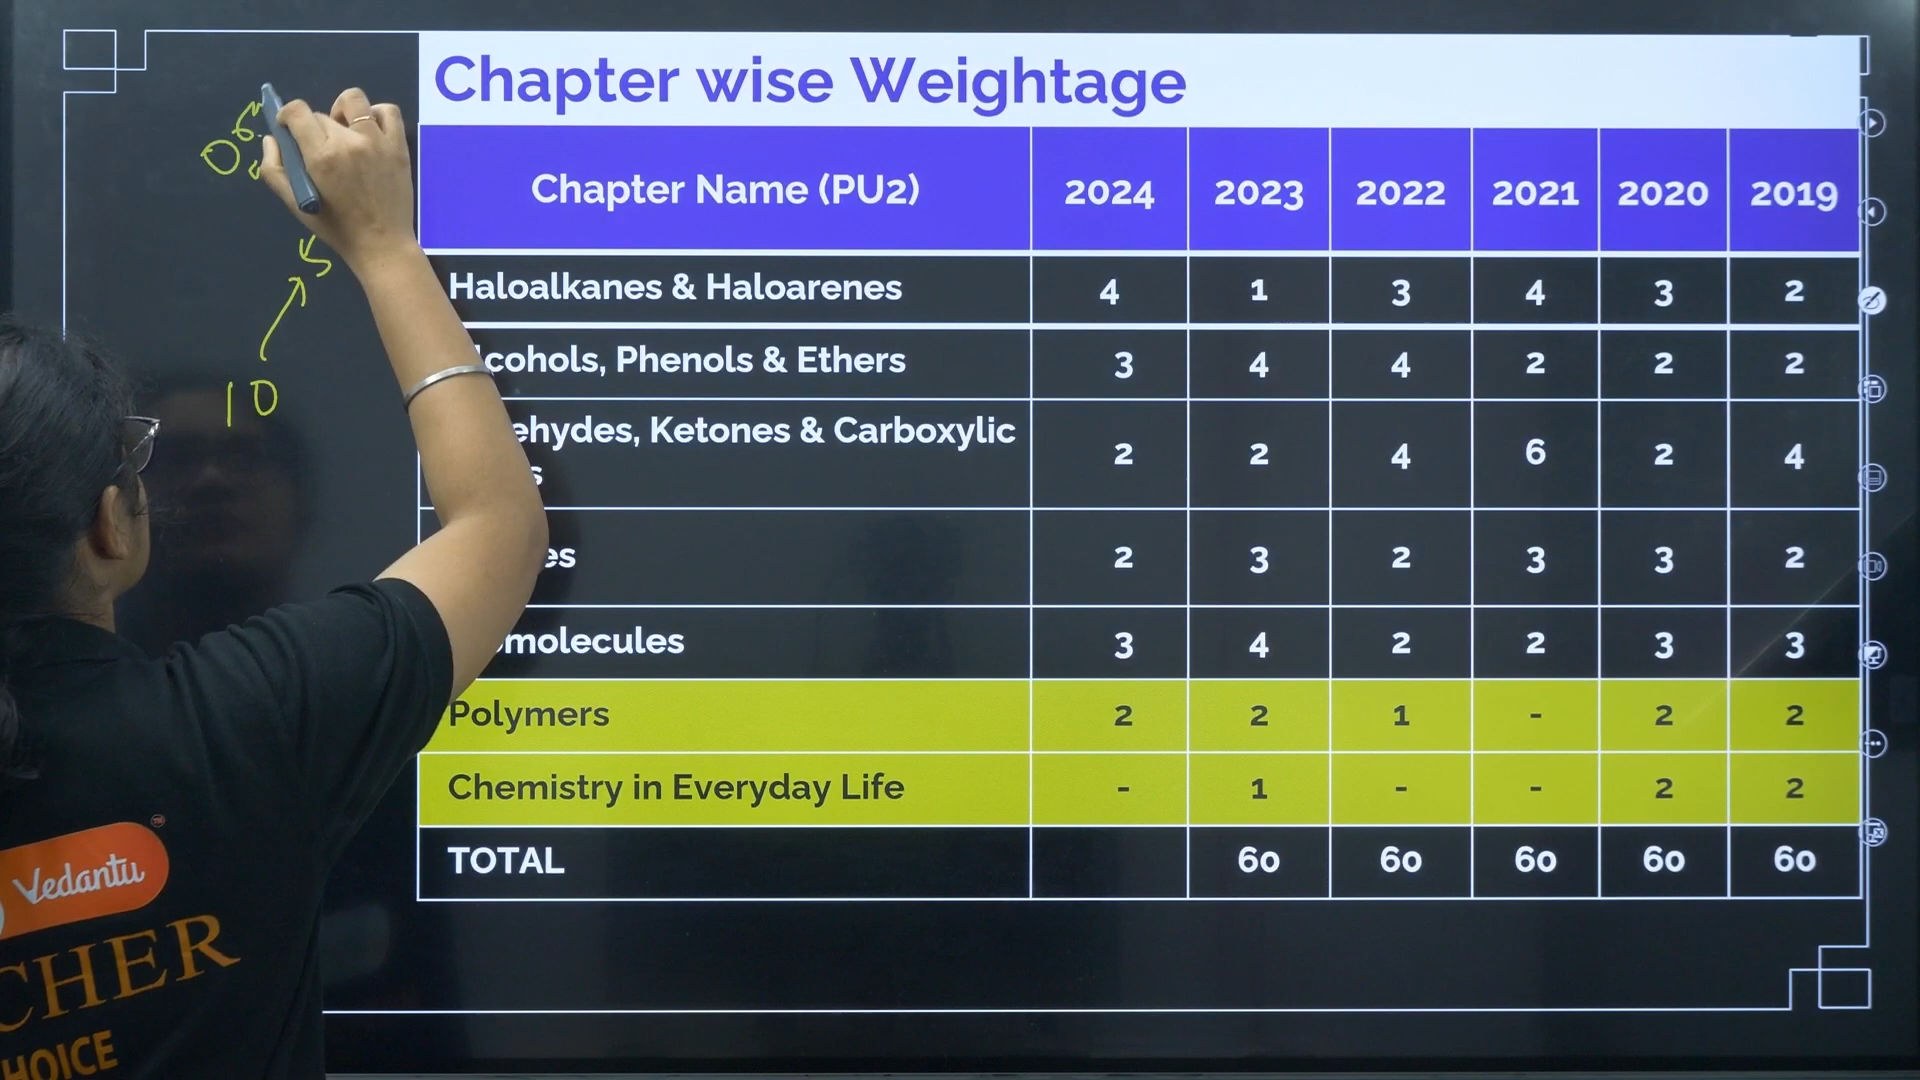 Chapter wise Weightage
Chapter Name (PU2) 2024 2023 2022 2021 2020 2019
Haloalkanes & Haloarenes 4 1 3 4 3 2
lcohols, Phenols & Ethers 3 4 4 2 2 2
ehydes, Ketones & Carboxylic
s 2 2 4 6 2 4
es 2 3 2 3 3 2
molecules 3 4 2 2 3 3
Polymers 2 2 1 - 2 2
Chemistry in Everyday Life - 1 - - 2 2
TOTAL 60 60 60 60 60
5
10
Vedantu
CHER
HOICE